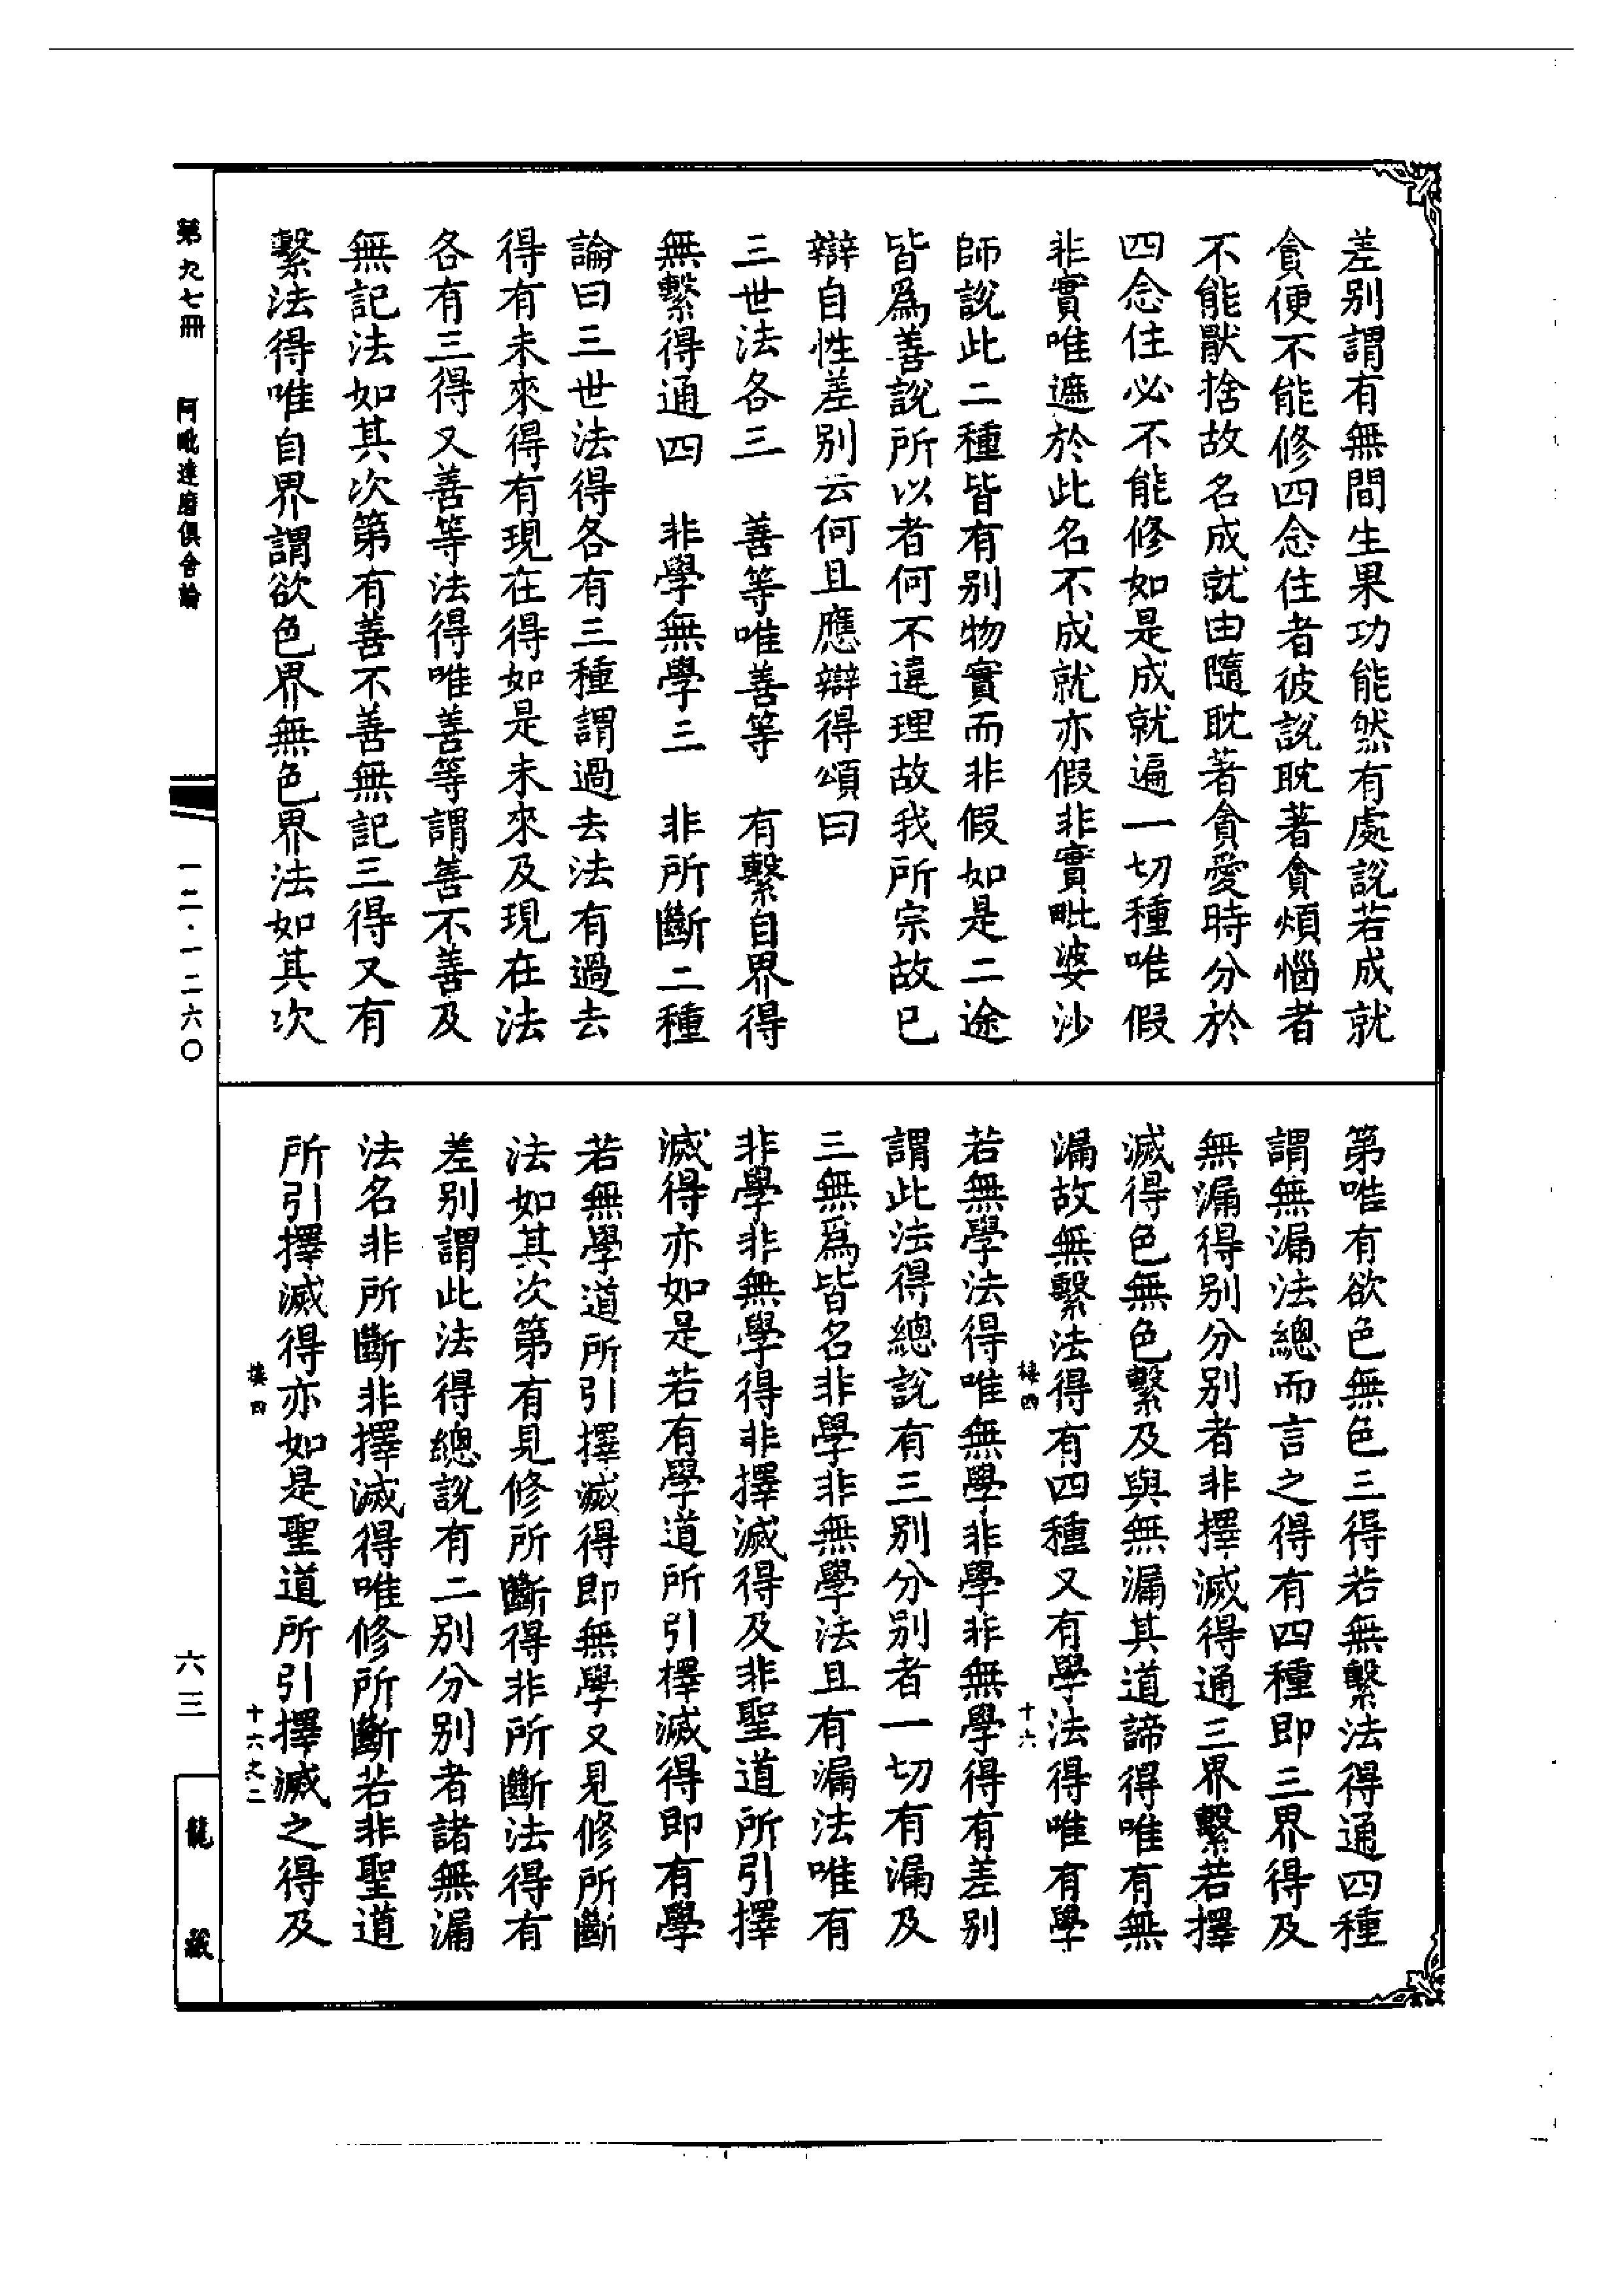 差别謂有無間生果功能然有處說若成就
貪便不能修四念住者彼說耽著貪煩惱者
不能厭捨故名成就由隨耽著貪愛時分於
四念住必不能修如是成就遍一切種唯假
非實唯遮於此名不成就亦假非實毗婆沙
師說此二種皆有别物實而非假如是二途
皆爲善說所以者何不違理故我所宗故已
辯自性差别云何且應辯得頌曰
三世法各三　善等唯善等　有繫自界得
無繫得通四　非學無學三　非所斷二種
論曰三世法得各有三種謂過去法有過去
得有未來得有現在得如是未來及現在法
各有三得又善等法得唯善等謂善不善及
無記法如其次第有善不善無記三得又有
繫法得唯自界謂欲色界無色界法如其次
第唯有欲色無色三得若無繫法得通四種
謂無漏法總而言之得有四種即三界得及
無漏得别分别者非擇滅得通三界繫若擇
滅得色無色繫及與無漏其道諦得唯有無
漏故無繫法得有四種又有學法得唯有學
若無學法得唯無學非學非無學得有差别
謂此法得總說有三别分别者一切有漏及
三無爲皆名非學非無學法且有漏法唯有
非學非無學得非擇滅得及非聖道所引擇
滅得亦如是若有學道所引擇滅得即有學
若無學道所引擇滅得即無學又見修所斷
法如其次第有見修所斷得非所斷法得有
差别謂此法得總說有二别分别者諸無漏
法名非所斷非擇滅得唯修所斷若非聖道
所引擇滅得亦如是聖道所引擇滅之得及
第九七冊
阿毗達磨俱舍論
一二·一二六〇
六三
龍藏
十六
十六之二